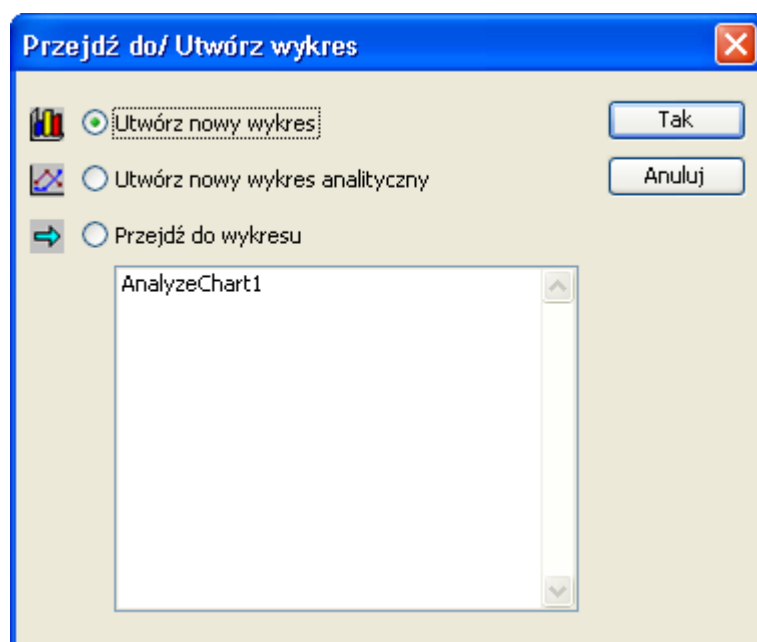 Przejdź do/ Utwórz wykres
Utwórz nowy wykres
Tak
Utwórz nowy wykres analityczny
Anuluj
Przejdź do wykresu
AnalyzeChart1